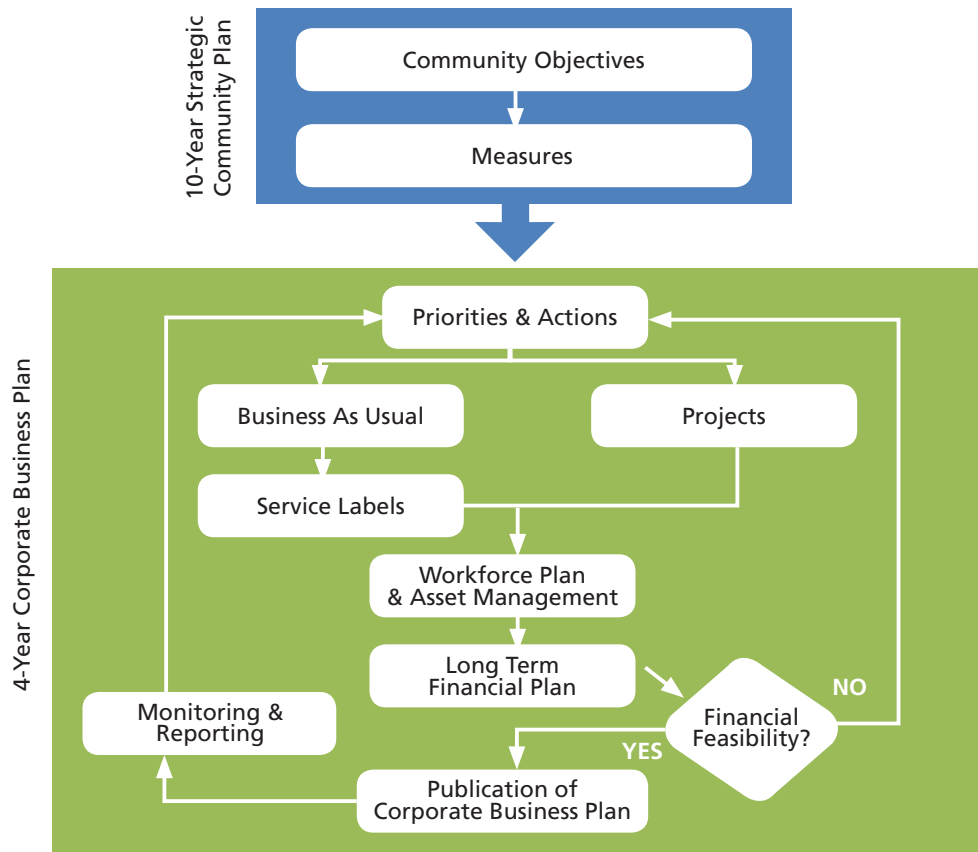 10-Year Strategic
Community Plan
Community Objectives
Measures
4-Year Corporate Business Plan
Priorities & Actions
Business As Usual
Projects
Service Labels
Workforce Plan
& Asset Management
Long Term
Financial Plan
Financial
Feasibility?
NO
YES
Monitoring &
Reporting
Publication of
Corporate Business Plan